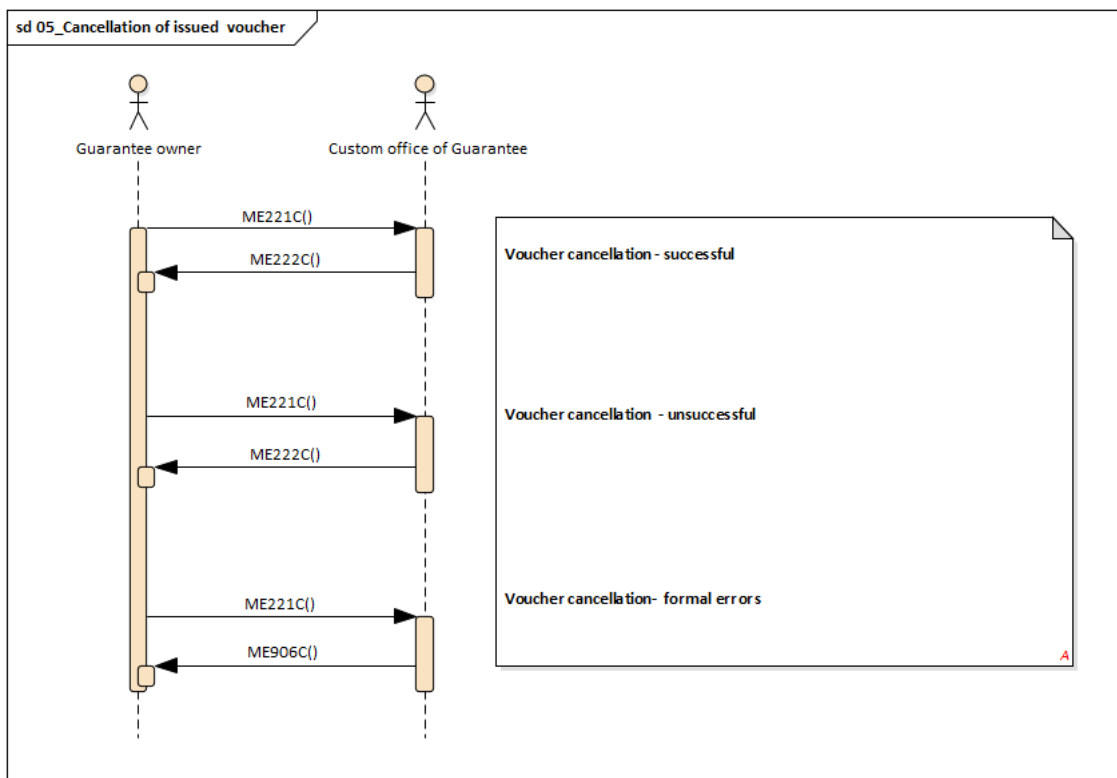 sd 05_Cancellation of issued voucher
Guarantee owner
Custom office of Guarantee
ME221C()
Voucher cancellation - successful
ME222C()
ME221C()
Voucher cancellation - unsuccessful
ME222C()
ME221C()
Voucher cancellation- formal errors
ME906C()
A